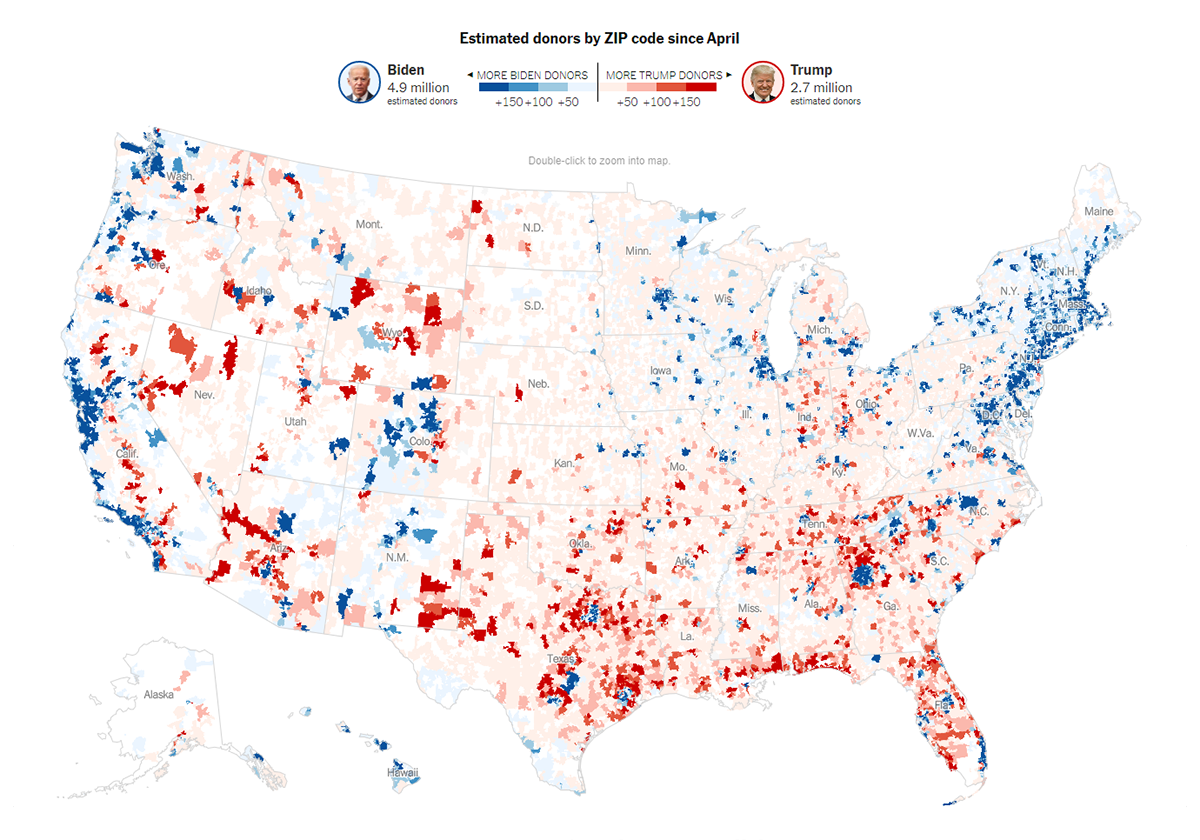 Estimated donors by ZIP code since April
Biden
4.9 million
estimated donors
◄ MORE BIDEN DONORS
+150 +100 +50
MORE TRUMP DONORS ►
+50 +100 +150
Trump
2.7 million
estimated donors
Double-click to zoom into map.
Wash.
Mont.
N.D.
Minn.
Maine
Ore.
Idaho
Wyo.
S.D.
Wis.
Mich.
N.Y.
Vt.
N.H.
Mass.
Conn.
N.J.
Nev.
Utah
Colo.
Neb.
Iowa
Ill.
Ind.
Ohio
Pa.
D.C.
Del.
W.Va.
Va.
Calif.
Kan.
Mo.
Ky.
Ariz.
N.M.
Okla.
Ark.
Tenn.
N.C.
S.C.
Texas
La.
Miss.
Ala.
Ga.
Fla.
Alaska
Hawaii